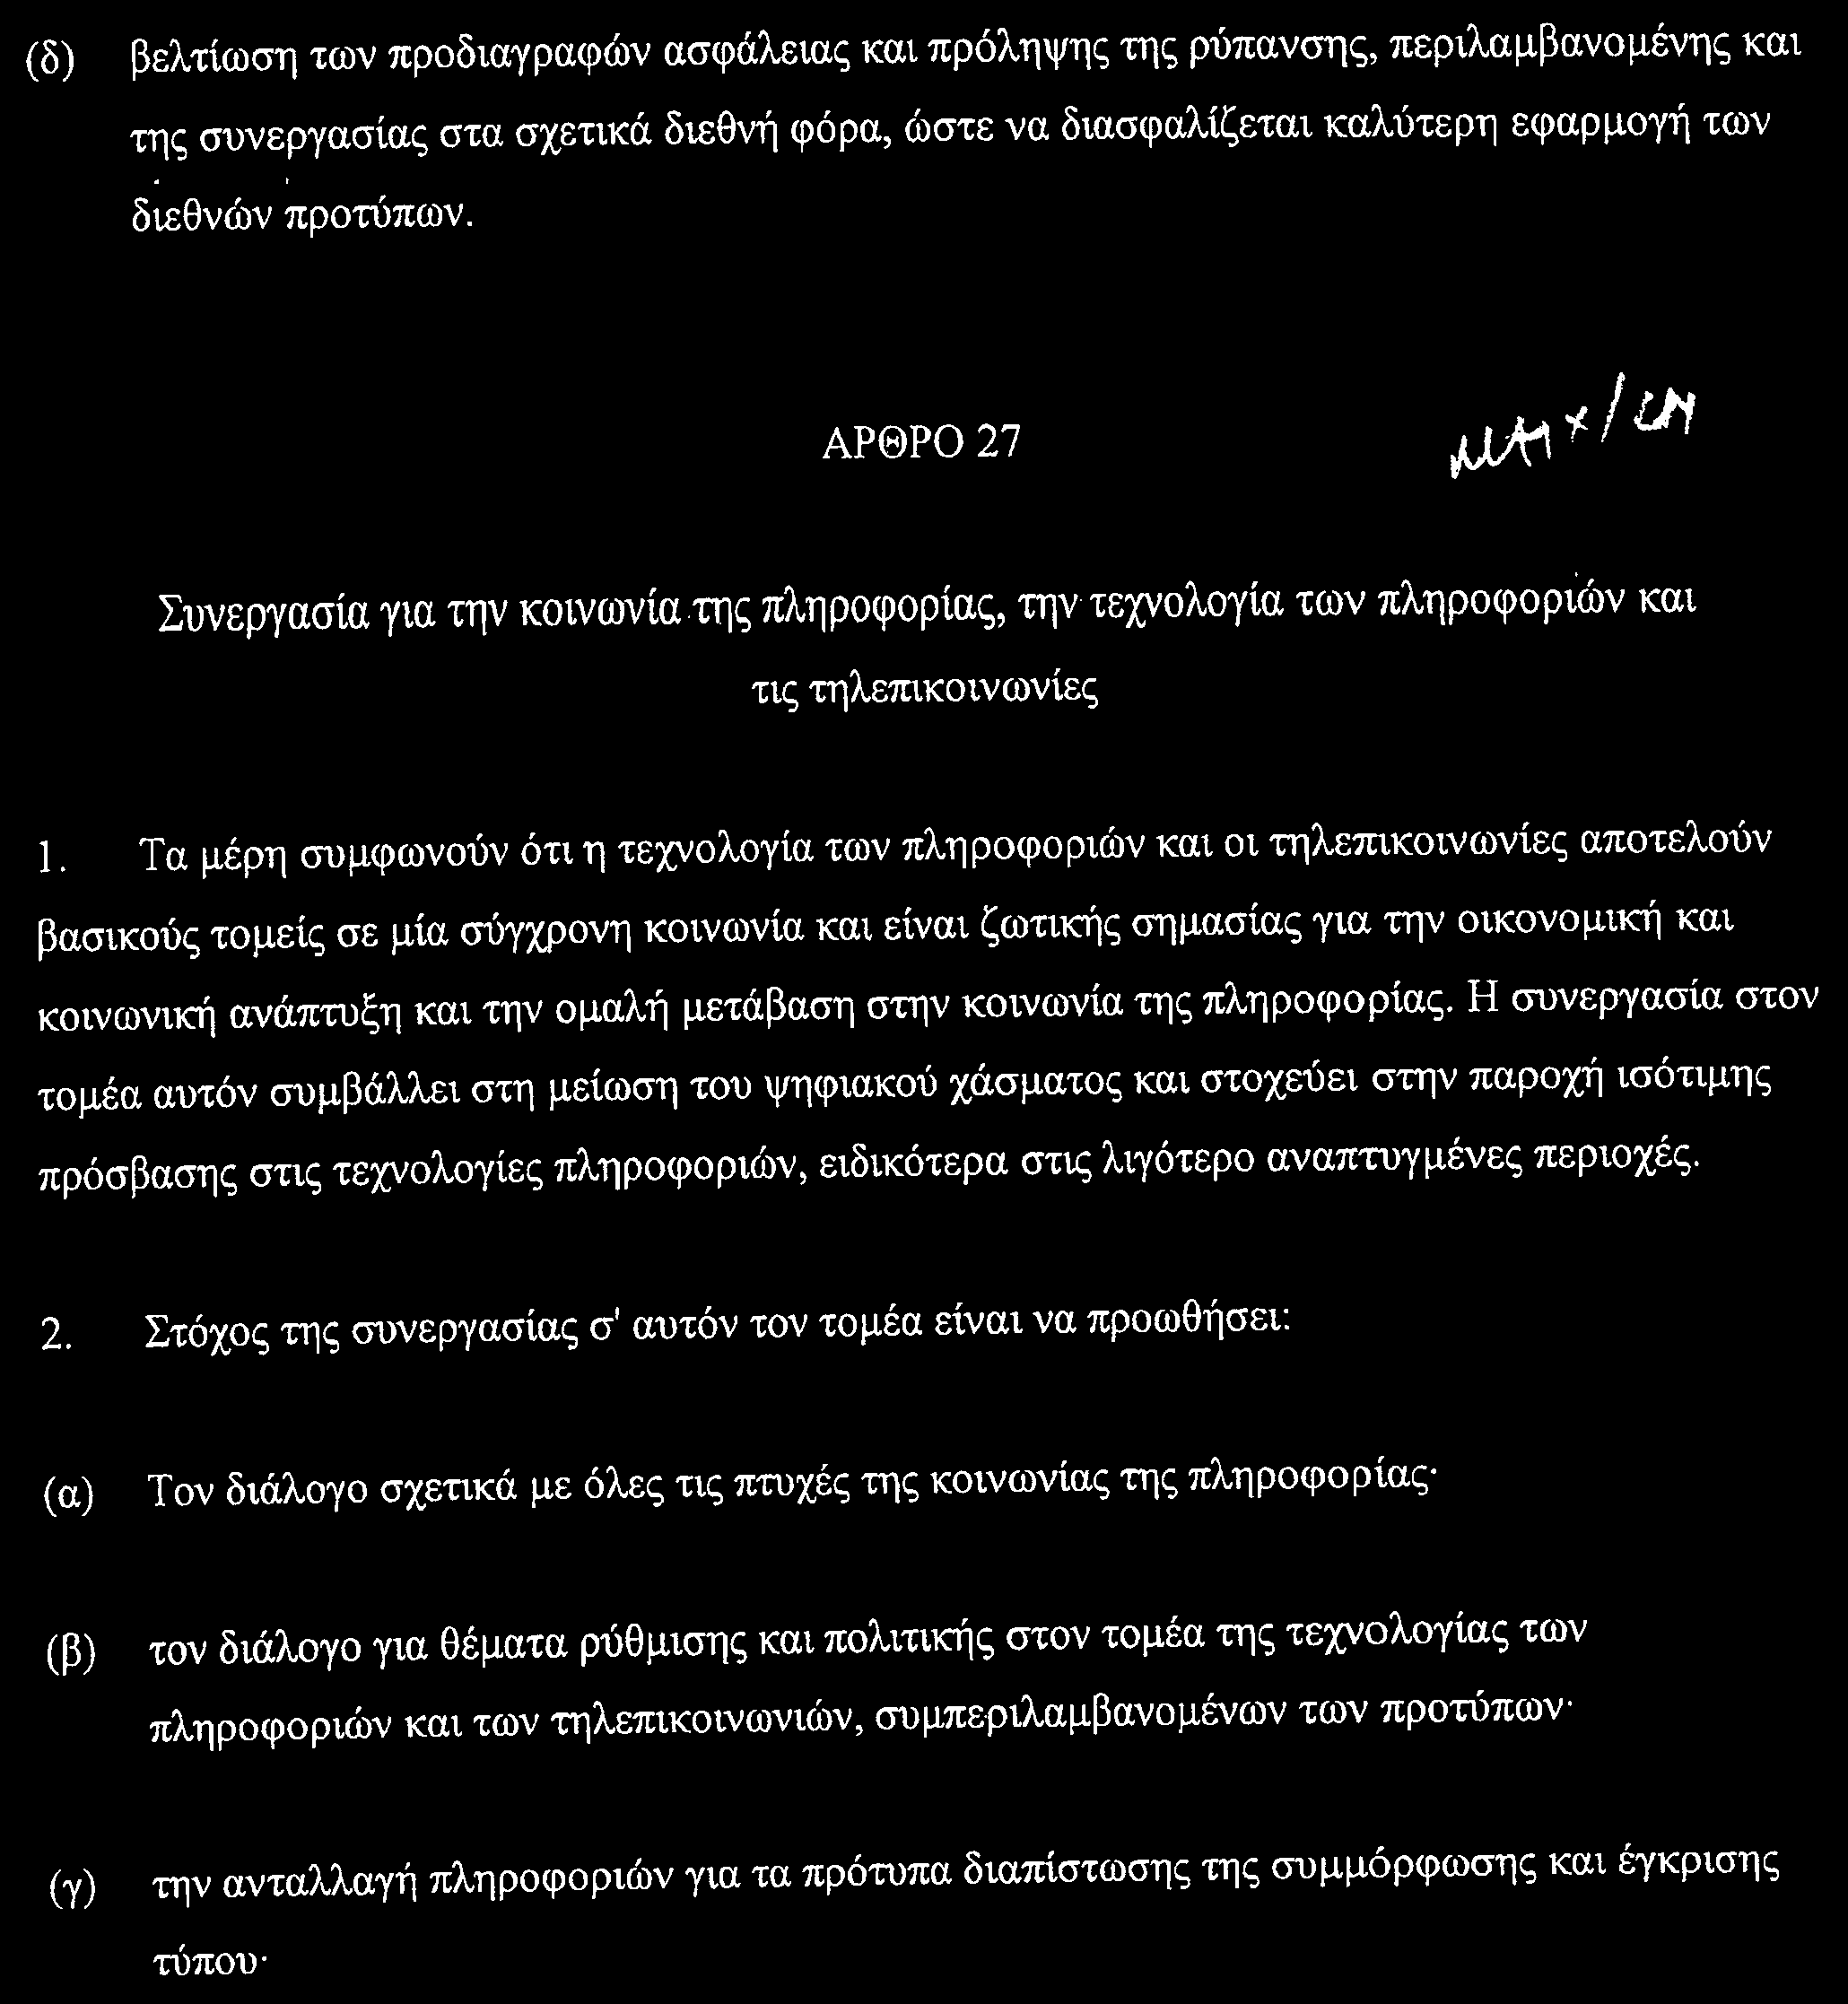 (δ) βελτίωση των προδιαγραφών ασφάλειας και πρόληψης της ρύπανσης, περιλαμβανομένης και
της συνεργασίας στα σχετικά διεθνή φόρα, ώστε να διασφαλίζεται καλύτερη εφαρμογή των
διεθνών προτύπων.
ΑΡΘΡΟ 27
Συνεργασία για την κοινωνία της πληροφορίας, την τεχνολογία των πληροφοριών και
τις τηλεπικοινωνίες
1. Τα μέρη συμφωνούν ότι η τεχνολογία των πληροφοριών και οι τηλεπικοινωνίες αποτελούν
βασικούς τομείς σε μία σύγχρονη κοινωνία και είναι ζωτικής σημασίας για την οικονομική και
κοινωνική ανάπτυξη και την ομαλή μετάβαση στην κοινωνία της πληροφορίας. Η συνεργασία στον
τομέα αυτόν συμβάλλει στη μείωση του ψηφιακού χάσματος και στοχεύει στην παροχή ισότιμης
πρόσβασης στις τεχνολογίες πληροφοριών, ειδικότερα στις λιγότερο αναπτυγμένες περιοχές.
2. Στόχος της συνεργασίας σ' αυτόν τον τομέα είναι να προωθήσει:
(α) Τον διάλογο σχετικά με όλες τις πτυχές της κοινωνίας της πληροφορίας·
(β) τον διάλογο για θέματα ρύθμισης και πολιτικής στον τομέα της τεχνολογίας των
πληροφοριών και των τηλεπικοινωνιών, συμπεριλαμβανομένων των προτύπων·
(γ) την ανταλλαγή πληροφοριών για τα πρότυπα διαπίστωσης της συμμόρφωσης και έγκρισης
τύπου·